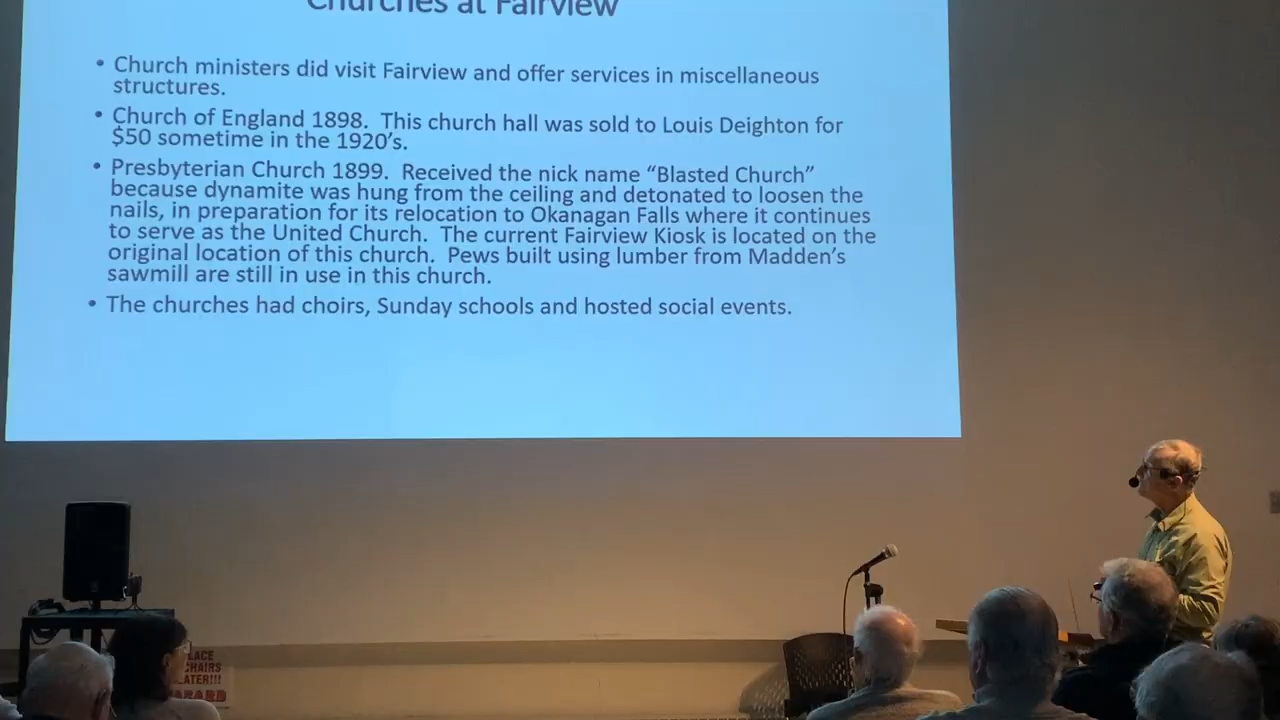 Churches at Fairview
• Church ministers did visit Fairview and offer services in miscellaneous
structures.
• Church of England 1898. This church hall was sold to Louis Deighton for
$50 sometime in the 1920’s.
• Presbyterian Church 1899. Received the nick name “Blasted Church”
because dynamite was hung from the ceiling and detonated to loosen the
nails, in preparation for its relocation to Okanagan Falls where it continues
to serve as the United Church. The current Fairview Kiosk is located on the
original location of this church. Pews built using lumber from Madden’s
sawmill are still in use in this church.
• The churches had choirs, Sunday schools and hosted social events.
LACE
HAIRS
ATER!!!
AZARD